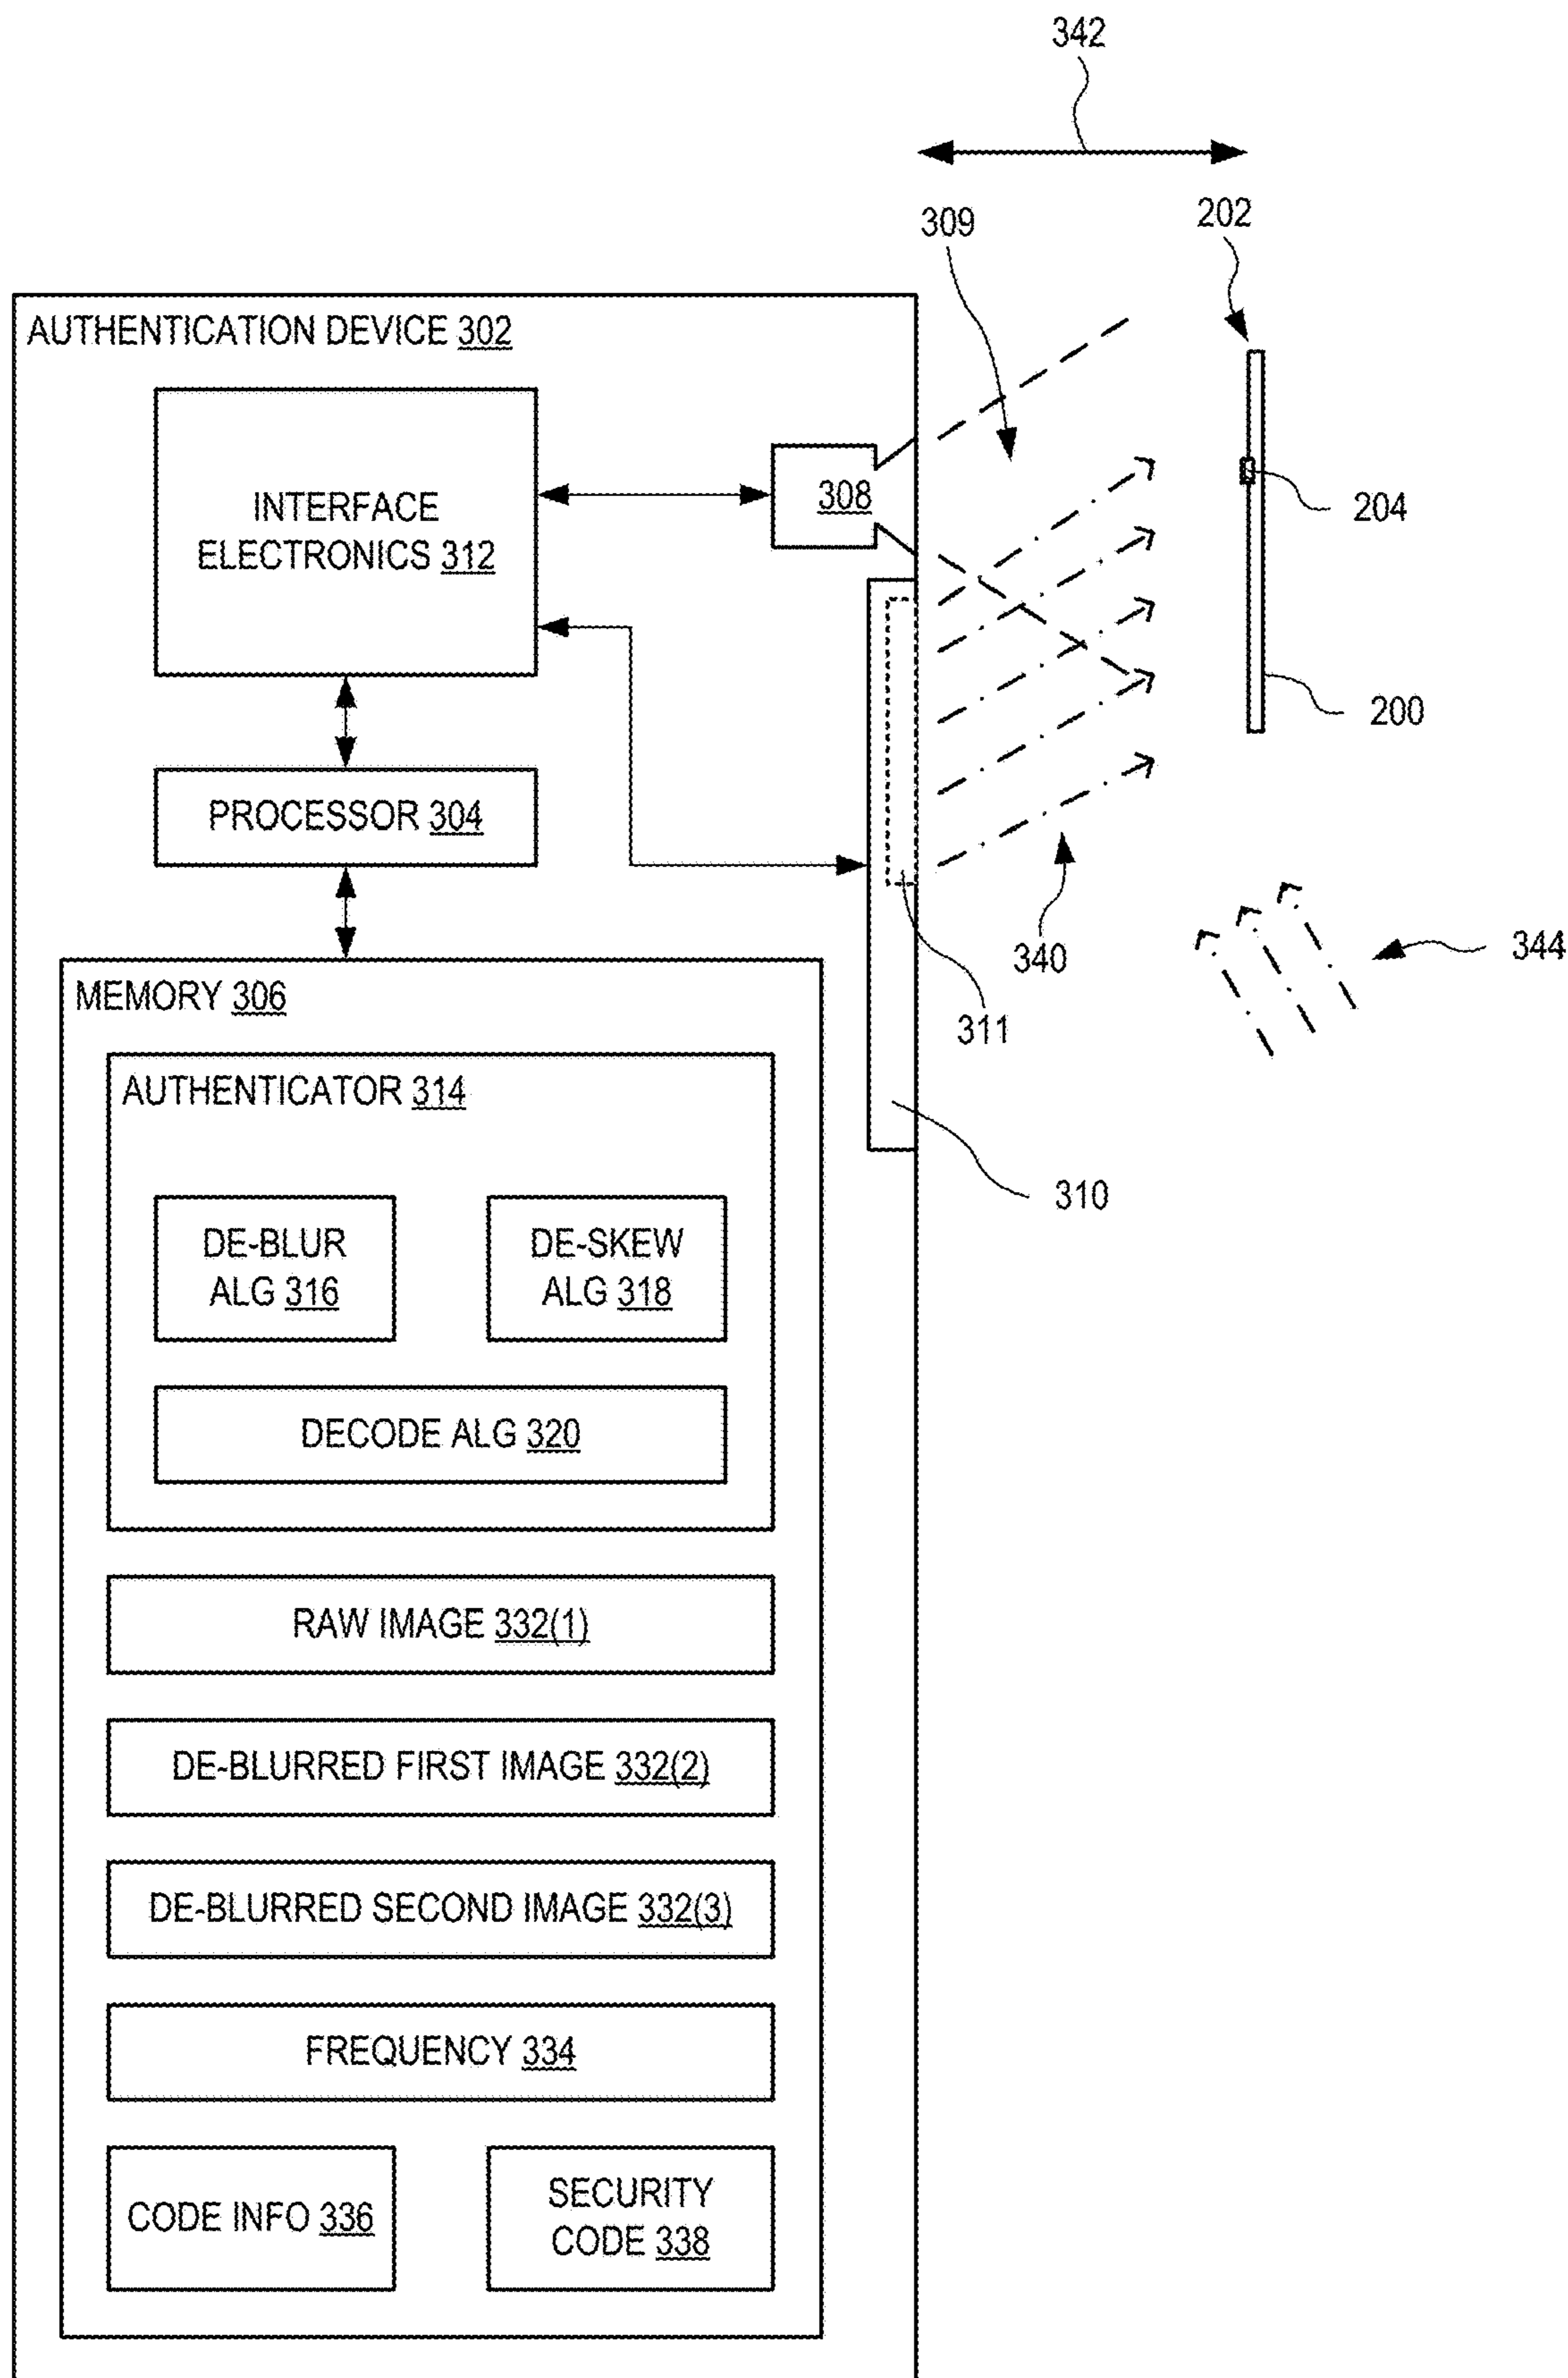 342
309
202
AUTHENTICATION DEVICE 302
INTERFACE
ELECTRONICS 312
308
204
200
PROCESSOR 304
340
344
311
MEMORY 306
AUTHENTICATOR 314
310
DE-BLUR
ALG 316
DE-SKEW
ALG 318
DECODE ALG 320
RAW IMAGE 332(1)
DE-BLURRED FIRST IMAGE 332(2)
DE-BLURRED SECOND IMAGE 332(3)
FREQUENCY 334
CODE INFO 336
SECURITY
CODE 338